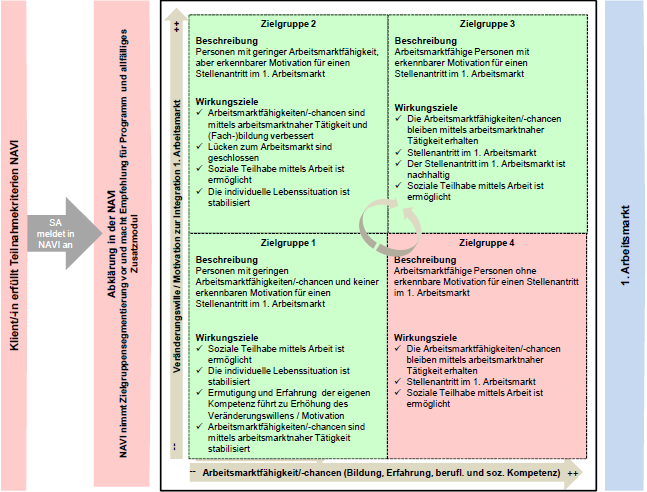 Klient/-in erfüllt Teilnahmekriterien NAVI
SA
meldet in
NAVI an
Abklärung in der NAVI
NAVI nimmt Zielgruppensegmentierung vor und macht Empfehlung für Programm und allfälliges
Zusatzmodul
++
Veränderungswille / Motivation zur Integration 1. Arbeitsmarkt
--
Zielgruppe 2
Beschreibung
Personen mit geringer Arbeitsmarktfähigkeit,
aber erkennbarer Motivation für einen
Stellenantritt im 1. Arbeitsmarkt
Wirkungsziele
✓ Arbeitsmarktfähigkeiten/-chancen sind
mittels arbeitsmarktnaher Tätigkeit und
(Fach-)bildung verbessert
✓ Lücken zum Arbeitsmarkt sind
geschlossen
✓ Soziale Teilhabe mittels Arbeit ist
ermöglicht
✓ Die individuelle Lebenssituation ist
stabilisiert
Zielgruppe 3
Beschreibung
Arbeitsmarktfähige Personen mit
erkennbarer Motivation für einen
Stellenantritt im 1. Arbeitsmarkt
Wirkungsziele
✓ Die Arbeitsmarktfähigkeiten/-chancen
bleiben mittels arbeitsmarktnaher
Tätigkeit erhalten
✓ Stellenantritt im 1. Arbeitsmarkt
✓ Der Stellenantritt im 1. Arbeitsmarkt ist
nachhaltig
✓ Soziale Teilhabe mittels Arbeit ist
ermöglicht
Zielgruppe 1
Beschreibung
Personen mit geringen
Arbeitsmarktfähigkeiten/-chancen und keiner
erkennbaren Motivation für einen
Stellenantritt im 1. Arbeitsmarkt
Wirkungsziele
✓ Soziale Teilhabe mittels Arbeit ist
ermöglicht
✓ Die individuelle Lebenssituation ist
stabilisiert
✓ Ermutigung und Erfahrung der eigenen
Kompetenz führt zu Erhöhung des
Veränderungswillens / Motivation
✓ Arbeitsmarktfähigkeiten/-chancen sind
mittels arbeitsmarktnaher Tätigkeit
stabilisiert
Zielgruppe 4
Beschreibung
Arbeitsmarktfähige Personen ohne
erkennbare Motivation für einen Stellenantritt
im 1. Arbeitsmarkt
Wirkungsziele
✓ Die Arbeitsmarktfähigkeiten/-chancen
bleiben mittels arbeitsmarktnaher
Tätigkeit erhalten
✓ Stellenantritt im 1. Arbeitsmarkt
✓ Soziale Teilhabe mittels Arbeit ist
ermöglicht
-- Arbeitsmarktfähigkeit/-chancen (Bildung, Erfahrung, berufl. und soz. Kompetenz) ++
1. Arbeitsmarkt